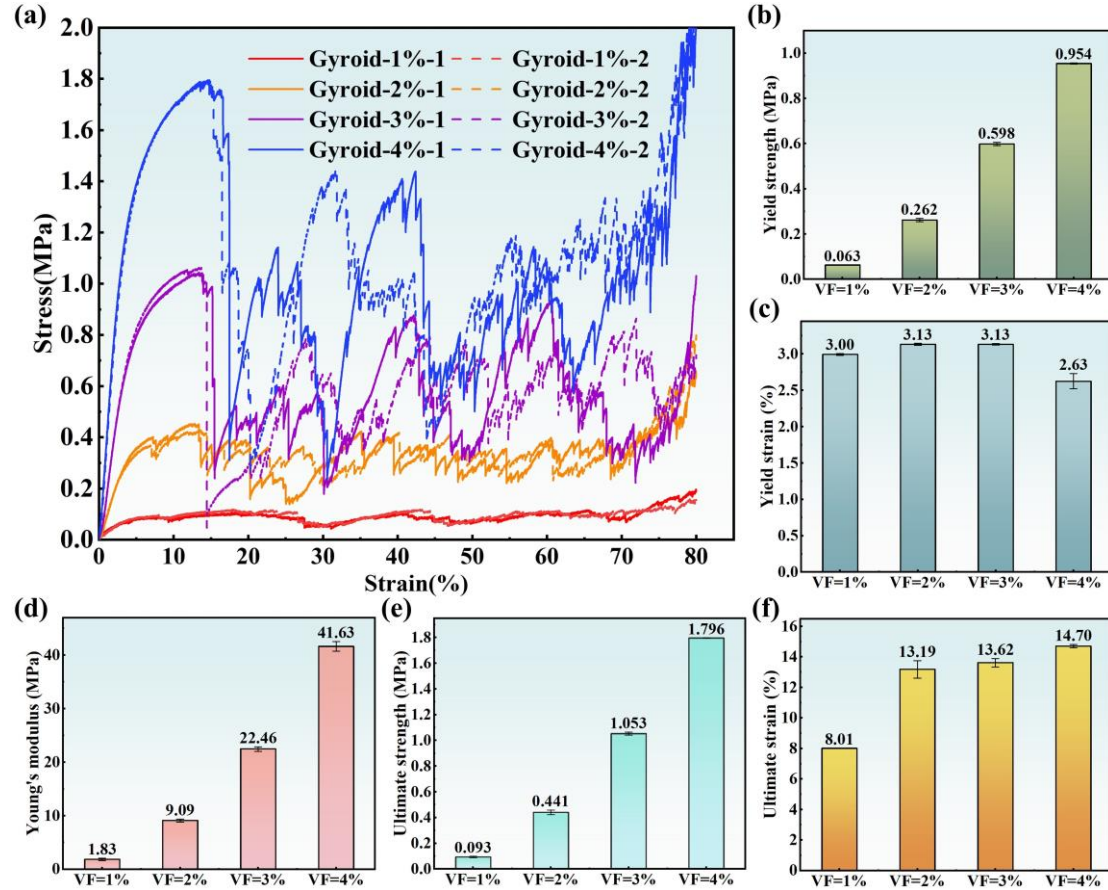 (a)
2.0
1.8
1.6
1.4
1.2
1.0
0.8
0.6
0.4
0.2
0.0
Stress(MPa)
Gyroid-1%-1 Gyroid-1%-2
Gyroid-2%-1 Gyroid-2%-2
Gyroid-3%-1 Gyroid-3%-2
Gyroid-4%-1 Gyroid-4%-2
0 10 20 30 40 50 60 70 80
Strain(%)
(b)
Yield strength (MPa)
1.0
0.8
0.6
0.4
0.2
0.0
0.063 0.262 0.598 0.954
VF=1% VF=2% VF=3% VF=4%
(c)
Yield strain (%)
3.0
2.5
2.0
1.5
1.0
0.5
0.0
3.00 3.13 3.13 2.63
VF=1% VF=2% VF=3% VF=4%
(d)
Young's modulus (MPa)
40
30
20
10
0
1.83 9.09 22.46 41.63
VF=1% VF=2% VF=3% VF=4%
(e)
Ultimate strength (MPa)
1.8
1.6
1.4
1.2
1.0
0.8
0.6
0.4
0.2
0.0
0.093 0.441 1.053 1.796
VF=1% VF=2% VF=3% VF=4%
(f)
Ultimate strain (%)
16
14
12
10
8
6
4
2
0
8.01 13.19 13.62 14.70
VF=1% VF=2% VF=3% VF=4%